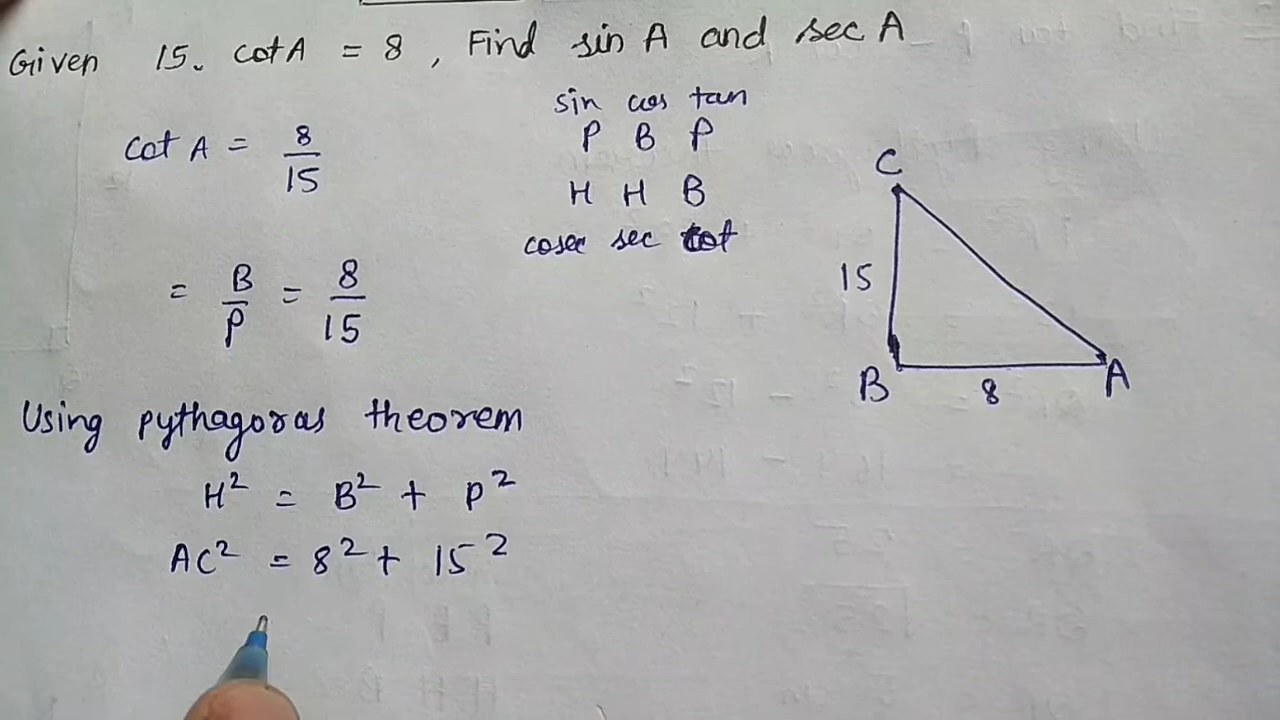 Given 15. cot A = 8, Find sin A and sec A
sin cos tan
P B P
H H B
cosec sec cot
cot A = 8/15
= B/P = 8/15
C
15
B
8
A
Using pythagoras theorem
H² = B² + P²
AC² = 8² + 15²